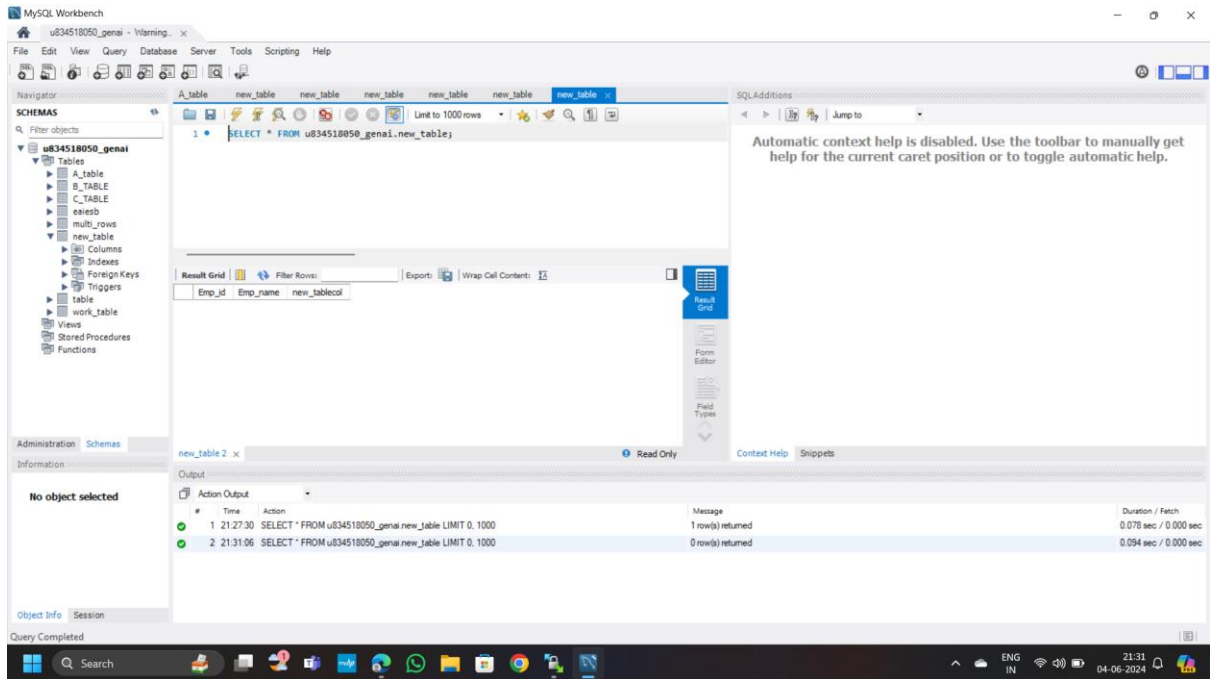 MySQL Workbench
u834518050_genai - Warning... ×
File Edit View Query Database Server Tools Scripting Help
Navigator
SCHEMAS
Filter objects
u834518050_genai
Tables
A_table
B_TABLE
C_TABLE
eaiesb
multi_rows
new_table
Columns
Indexes
Foreign Keys
Triggers
table
work_table
Views
Stored Procedures
Functions
Administration Schemas
Information
No object selected
Object Info Session
Query Completed
A_table new_table new_table new_table new_table new_table new_table ×
Limit to 1000 rows
1 SELECT * FROM u834518050_genai.new_table;
Result Grid Filter Rows: Export: Wrap Cell Content:
Emp_id Emp_name new_tablecol
Result Grid
Form Editor
Field Types
new_table 2 × Read Only
SQLAdditions
Jump to
Automatic context help is disabled. Use the toolbar to manually get
help for the current caret position or to toggle automatic help.
Context Help Snippets
Output
Action Output
# Time Action Message Duration / Fetch
1 21:27:30 SELECT * FROM u834518050_genai.new_table LIMIT 0, 1000 1 row(s) returned 0.078 sec / 0.000 sec
2 21:31:06 SELECT * FROM u834518050_genai.new_table LIMIT 0, 1000 0 row(s) returned 0.094 sec / 0.000 sec
Search
ENG
IN
21:31
04-06-2024